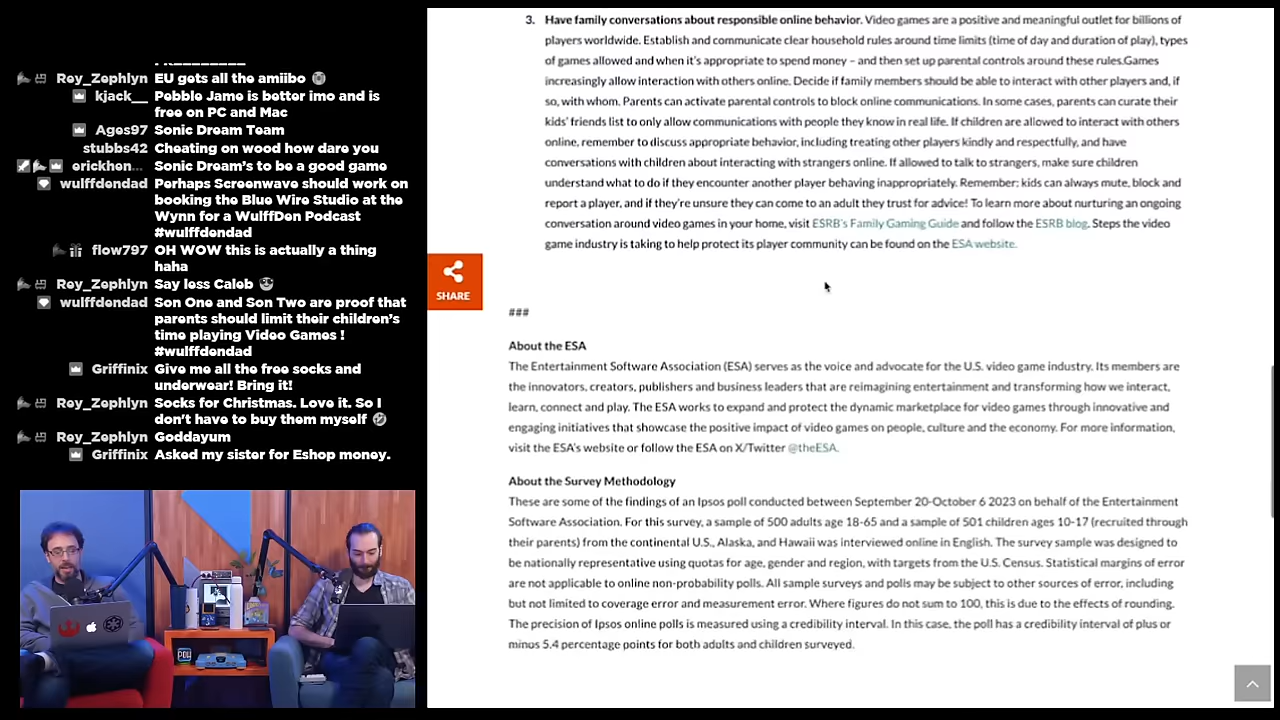 Rey_Zephlyn EU gets all the amiibo
kjack__ Pebble Jame is better imo and is
free on PC and Mac
Ages97 Sonic Dream Team
stubbs42 Cheating on wood how dare you
erickhen... Sonic Dream's to be a good game
wulffdendad Perhaps Screenwave should work on
booking the Blue Wire Studio at the
Wynn for a WulffDen Podcast
#wulffdendad
flow797 OH WOW this is actually a thing
haha
Rey_Zephlyn Say less Caleb
wulffdendad Son One and Son Two are proof that
parents should limit their children's
time playing Video Games !
#wulffdendad
Griffinix Give me all the free socks and
underwear! Bring it!
Rey_Zephlyn Socks for Christmas. Love it. So I
don't have to buy them myself
Rey_Zephlyn Goddayum
Griffinix Asked my sister for Eshop money.
3. Have family conversations about responsible online behavior. Video games are a positive and meaningful outlet for billions of
players worldwide. Establish and communicate clear household rules around time limits (time of day and duration of play), types
of games allowed and when it's appropriate to spend money – and then set up parental controls around these rules.Games
increasingly allow interaction with others online. Decide if family members should be able to interact with other players and, if
so, with whom. Parents can activate parental controls to block online communications. In some cases, parents can curate their
kids' friends list to only allow communications with people they know in real life. If children are allowed to interact with others
online, remember to discuss appropriate behavior, including treating other players kindly and respectfully, and have
conversations with children about interacting with strangers online. If allowed to talk to strangers, make sure children
understand what to do if they encounter another player behaving inappropriately. Remember: kids can always mute, block and
report a player, and if they're unsure they can come to an adult they trust for advice! To learn more about nurturing an ongoing
conversation around video games in your home, visit ESRB's Family Gaming Guide and follow the ESRB blog. Steps the video
game industry is taking to help protect its player community can be found on the ESA website.
SHARE
###
About the ESA
The Entertainment Software Association (ESA) serves as the voice and advocate for the U.S. video game industry. Its members are
the innovators, creators, publishers and business leaders that are reimagining entertainment and transforming how we interact,
learn, connect and play. The ESA works to expand and protect the dynamic marketplace for video games through innovative and
engaging initiatives that showcase the positive impact of video games on people, culture and the economy. For more information,
visit the ESA's website or follow the ESA on X/Twitter @theESA.
About the Survey Methodology
These are some of the findings of an Ipsos poll conducted between September 20-October 6 2023 on behalf of the Entertainment
Software Association. For this survey, a sample of 500 adults age 18-65 and a sample of 501 children ages 10-17 (recruited through
their parents) from the continental U.S., Alaska, and Hawaii was interviewed online in English. The survey sample was designed to
be nationally representative using quotas for age, gender and region, with targets from the U.S. Census. Statistical margins of error
are not applicable to online non-probability polls. All sample surveys and polls may be subject to other sources of error, including
but not limited to coverage error and measurement error. Where figures do not sum to 100, this is due to the effects of rounding.
The precision of Ipsos online polls is measured using a credibility interval. In this case, the poll has a credibility interval of plus or
minus 5.4 percentage points for both adults and children surveyed.